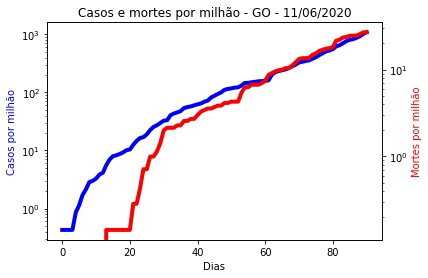 Casos e mortes por milhão - GO - 11/06/2020
10³
10²
10¹
10⁰
Casos por milhão
10¹
10⁰
Mortes por milhão
0 20 40 60 80
Dias